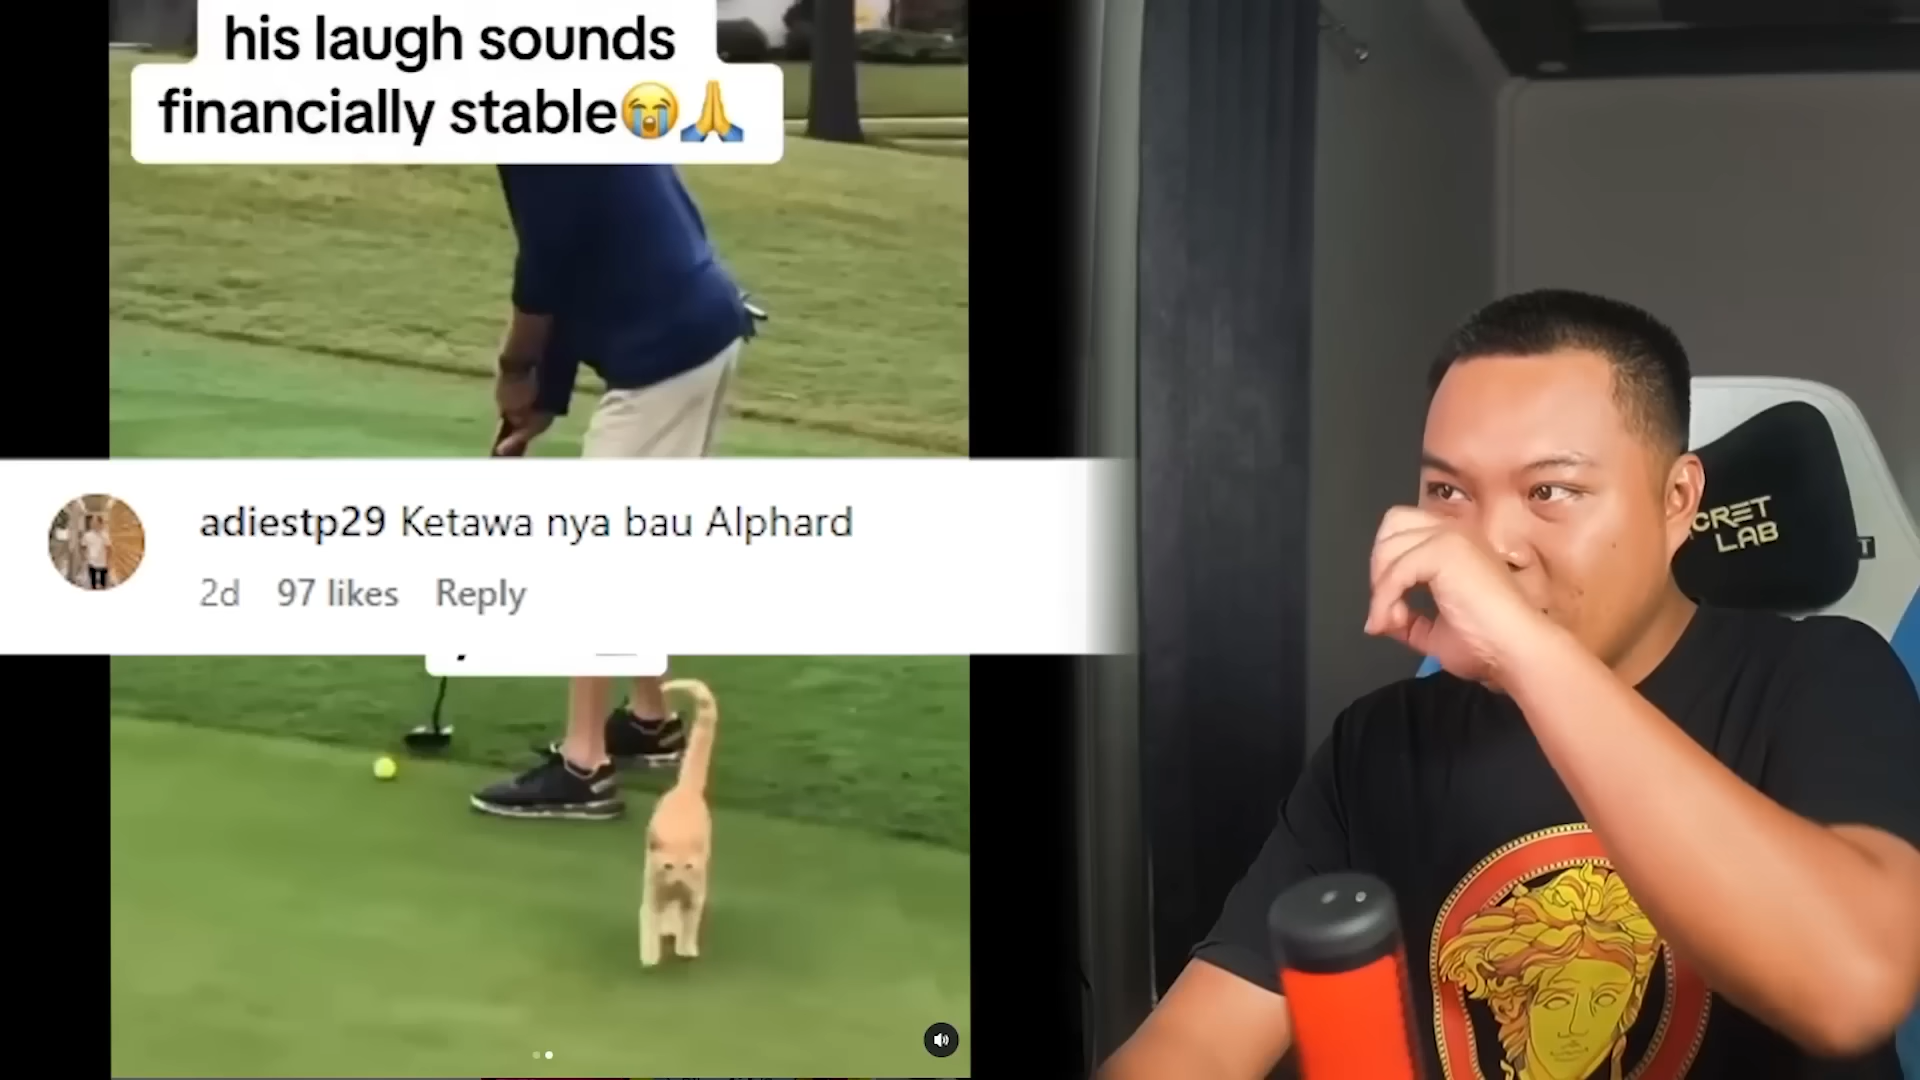 his laugh sounds
financially stable😭🙏
adiestp29 Ketawa nya bau Alphard
2d 97 likes Reply
CRET
LAB
T